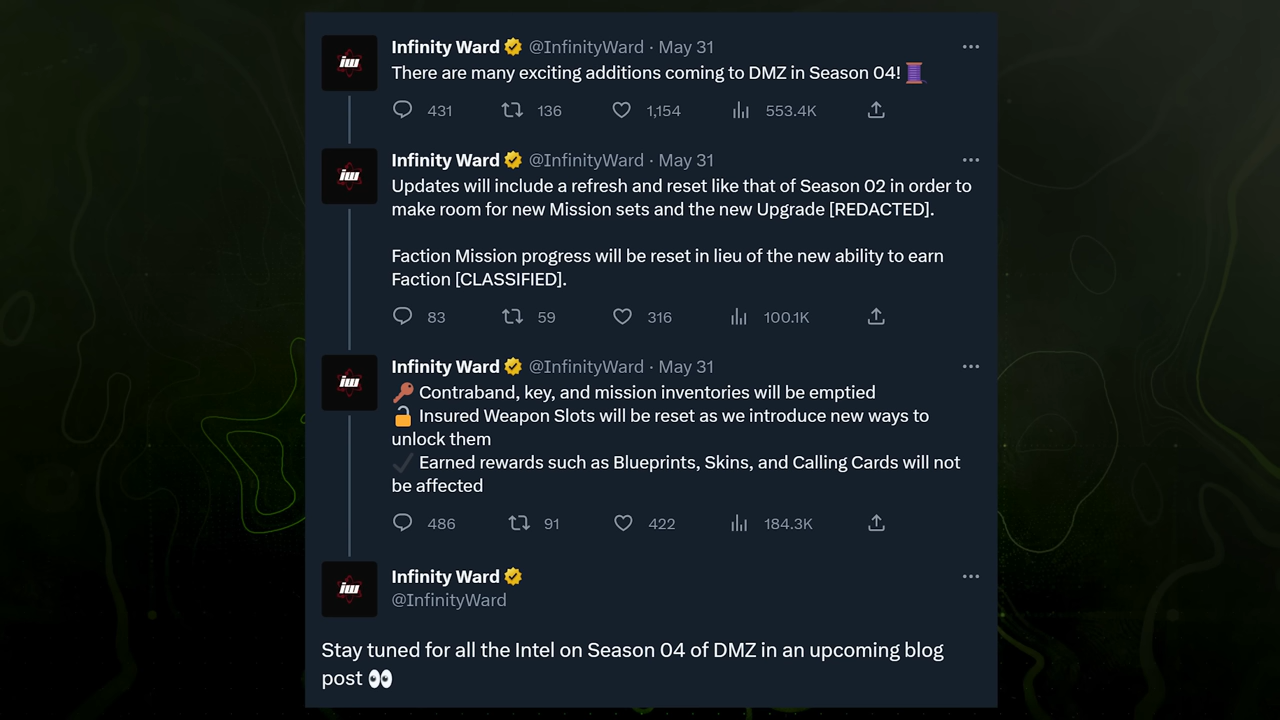 Infinity Ward @InfinityWard · May 31
There are many exciting additions coming to DMZ in Season 04! 🧵
431 136 1,154 553.4K
iw
Infinity Ward @InfinityWard · May 31
Updates will include a refresh and reset like that of Season 02 in order to
make room for new Mission sets and the new Upgrade [REDACTED].
Faction Mission progress will be reset in lieu of the new ability to earn
Faction [CLASSIFIED].
83 59 316 100.1K
iw
Infinity Ward @InfinityWard · May 31
🔑 Contraband, key, and mission inventories will be emptied
🔓 Insured Weapon Slots will be reset as we introduce new ways to
unlock them
✔️ Earned rewards such as Blueprints, Skins, and Calling Cards will not
be affected
486 91 422 184.3K
iw
Infinity Ward
@InfinityWard
iw
Stay tuned for all the Intel on Season 04 of DMZ in an upcoming blog
post 👀